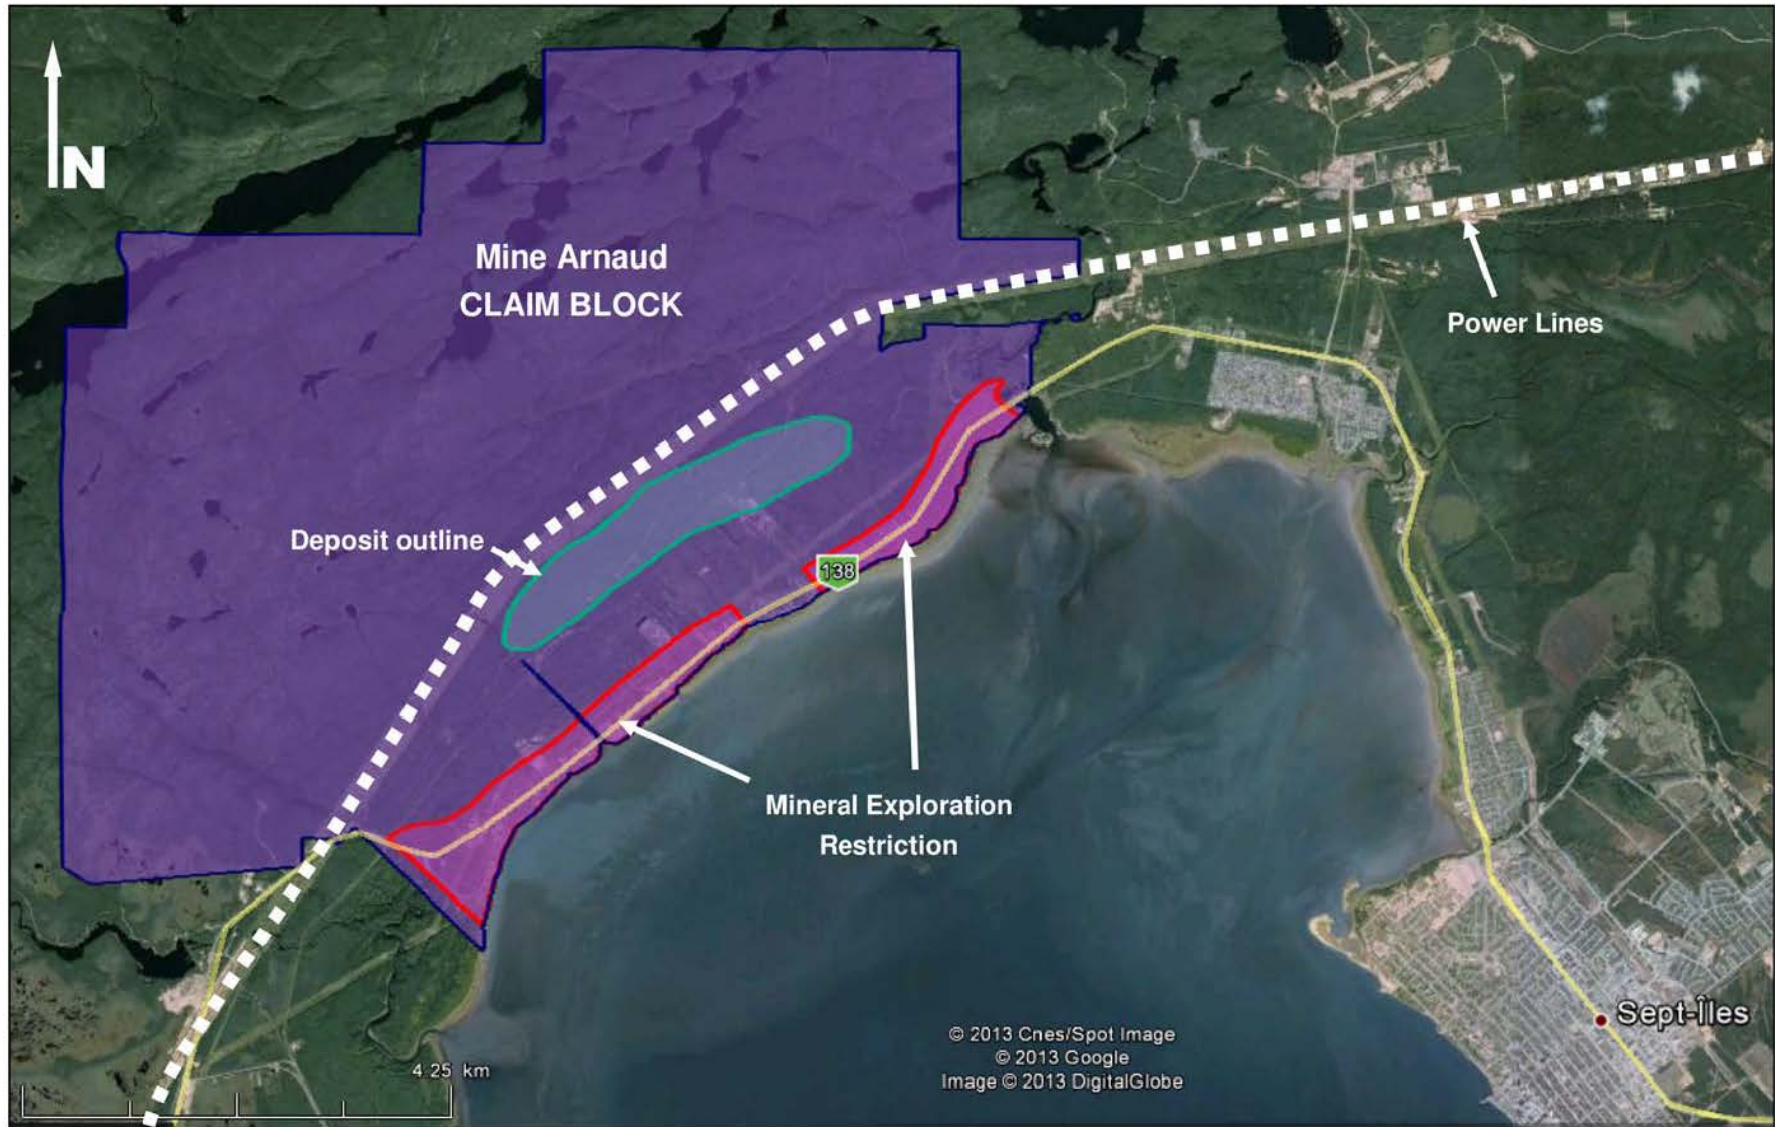 N
Mine Arnaud
CLAIM BLOCK
Power Lines
Deposit outline
138
Mineral Exploration
Restriction
Sept-Îles
© 2013 Cnes/Spot Image
© 2013 Google
Image © 2013 DigitalGlobe
4.25 km